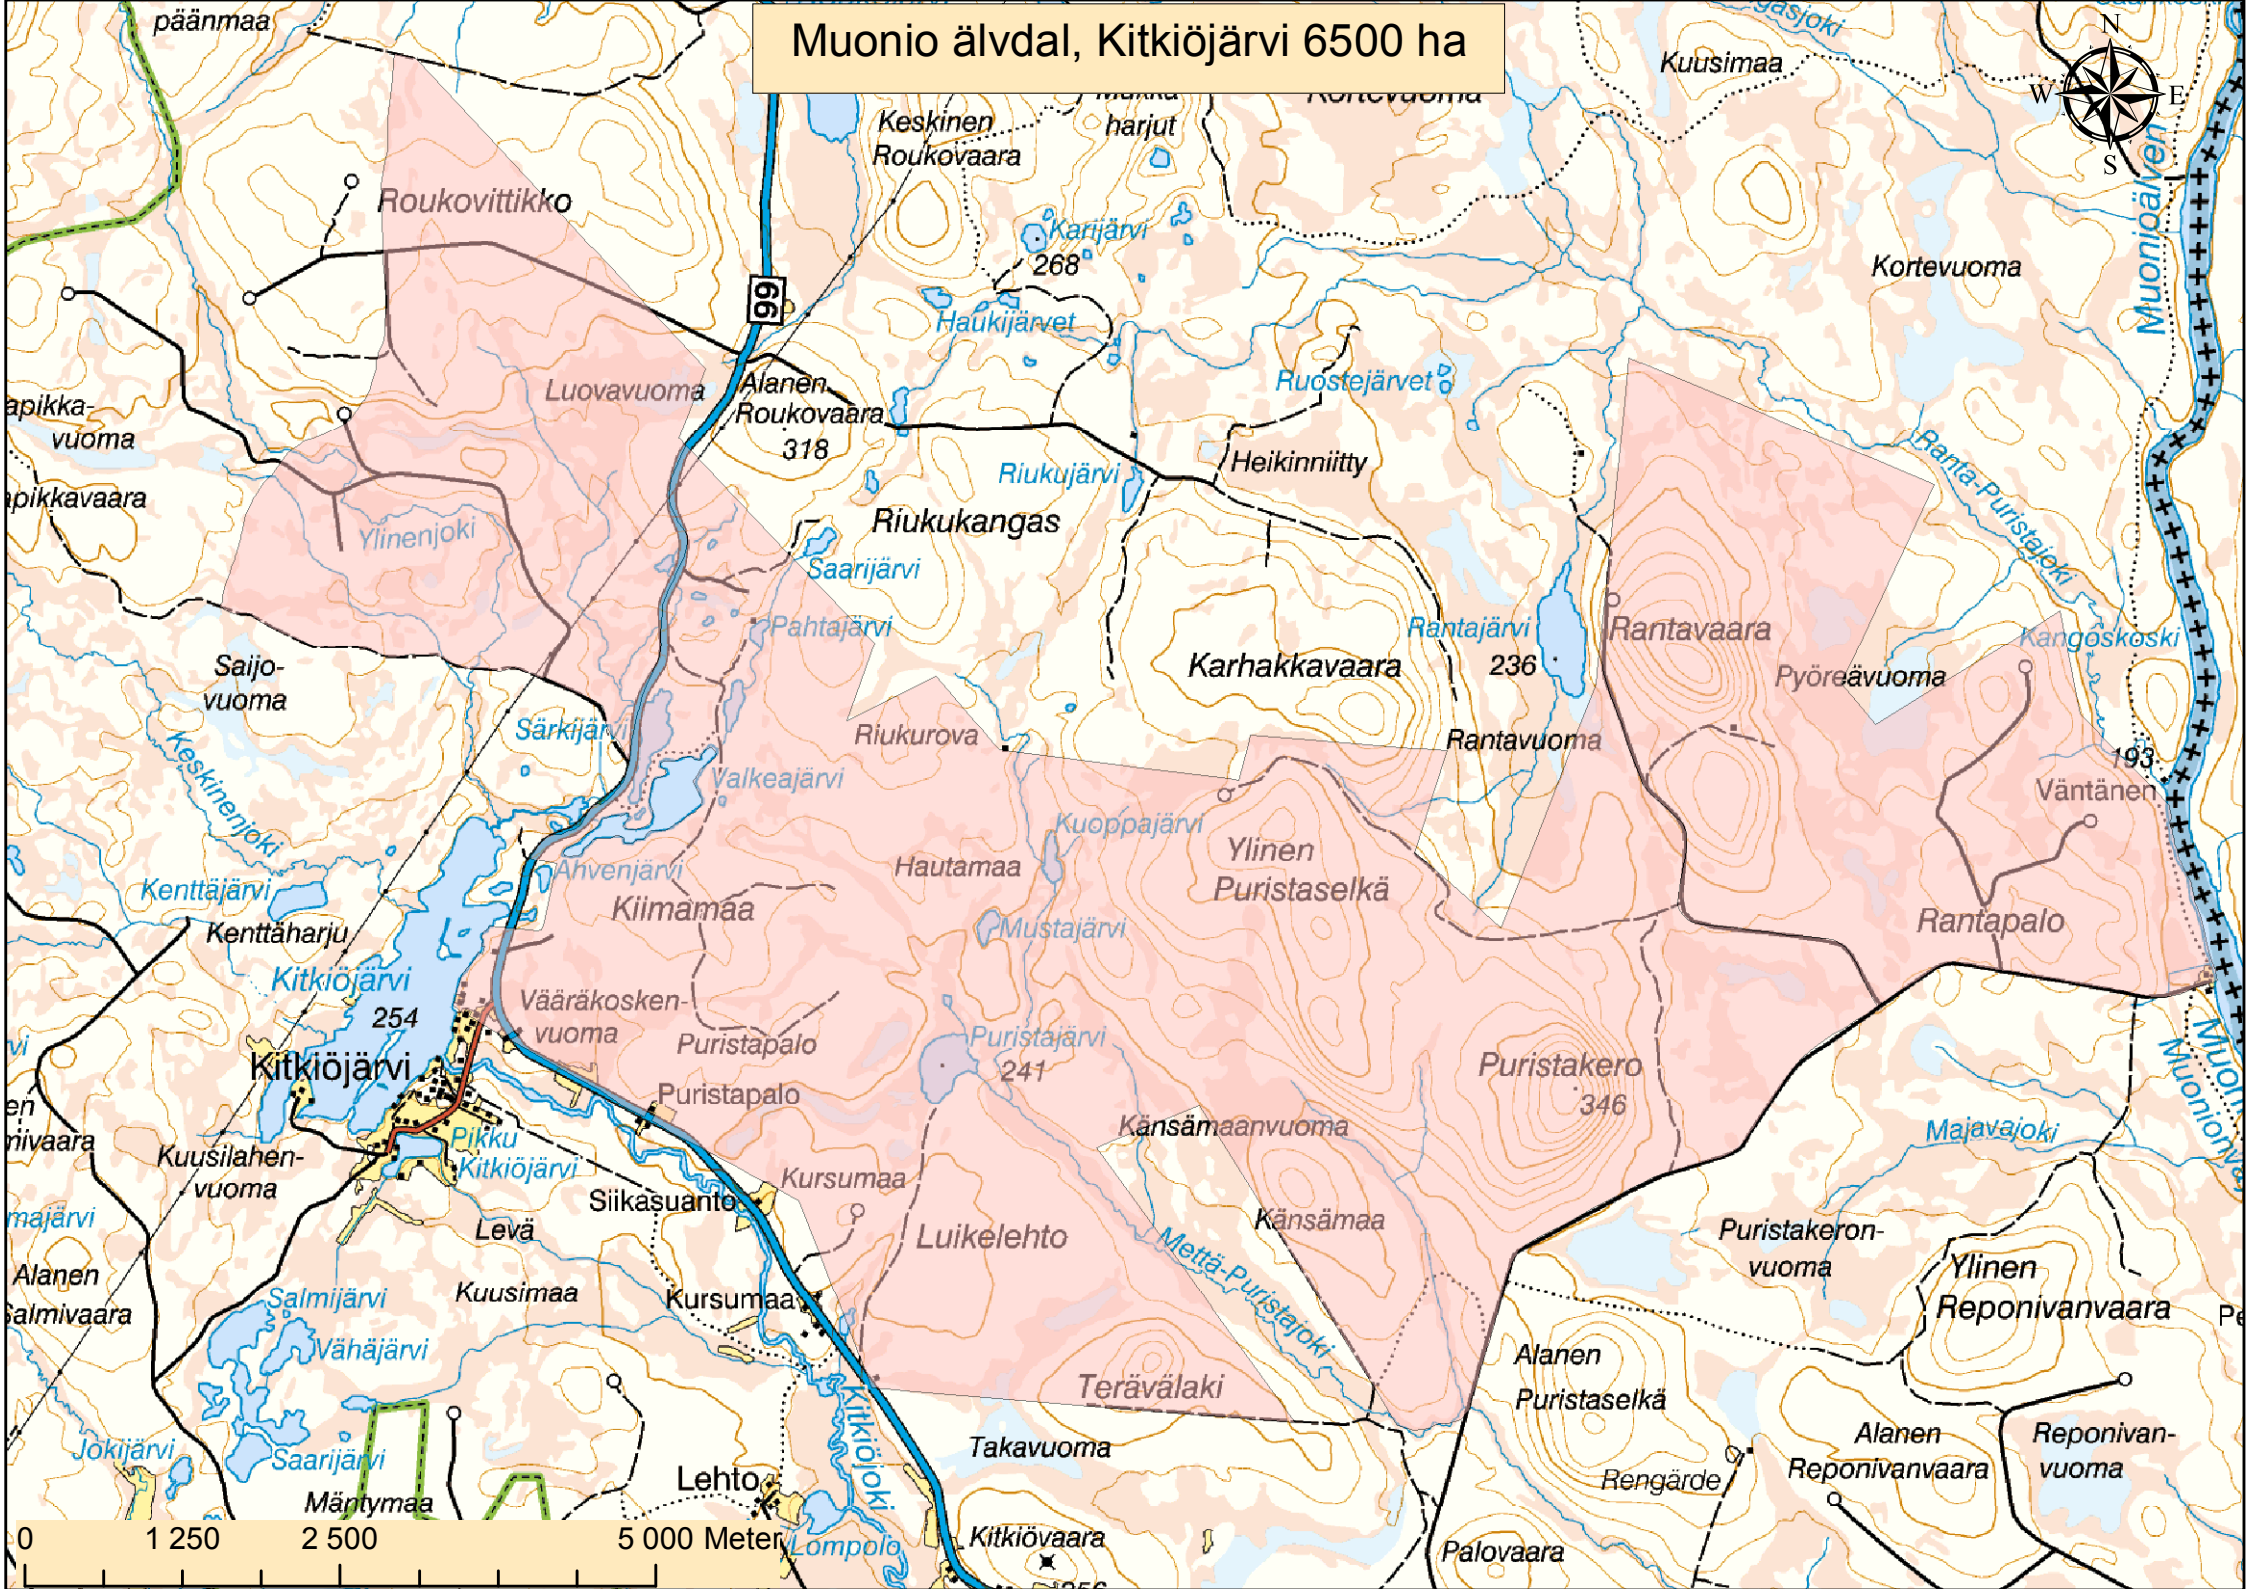 Muonio älvdal, Kitkiöjärvi 6500 ha
päänmaa
Kuusimaa
N
W
E
S
Keskinen
Roukovaara
harjut
Muonioälven
Roukovittikko
Karijärvi
268
Kortevuoma
99
Haukijärvet
Luovavuoma
Alanen
Roukovaara
318
Ruostejärvet
apikka-
vuoma
Riukujärvi
Heikinniitty
Ranta-Puristajoki
apikkavaara
Ylinenjoki
Riukukangas
Saarijärvi
Pahtajärvi
Rantajärvi
236
Rantavaara
Kangoskoski
Saijo-
vuoma
Karhakkavaara
Pyöreävuoma
Särkijärvi
Riukurova
Rantavuoma
193
Keskinenjoki
Valkeajärvi
Väntänen
Kuoppajärvi
Ylinen
Puristaselkä
Hautamaa
Kenttäjärvi
Ahvenjärvi
Kiimamaa
Mustajärvi
Rantapalo
Kenttäharju
Kitkiöjärvi
254
Vääräkosken-
vuoma
Puristapalo
Puristajärvi
241
Puristakero
346
Kitkiöjärvi
Puristapalo
Känsämaanvuoma
Majavajoki
mivaara
Pikku
Kitkiöjärvi
Kuusilahen-
vuoma
Kursumaa
Siikasuanto
Luikelehto
Känsämaa
majärvi
Levä
Mettä-Puristajoki
Puristakeron-
vuoma
Alanen
Salmivaara
Kuusimaa
Salmijärvi
Kursumaa
Ylinen
Reponivanvaara
Vähäjärvi
Alanen
Puristaselkä
Terävälaki
Kitkiöjoki
Takavuoma
Alanen
Reponivanvaara
Reponivan-
vuoma
Jokijärvi
Saarijärvi
Lehto
Rengärde
Mäntymaa
Kitkiövaara
Lompolo
Palovaara
0
1 250
2 500
5 000 Meter